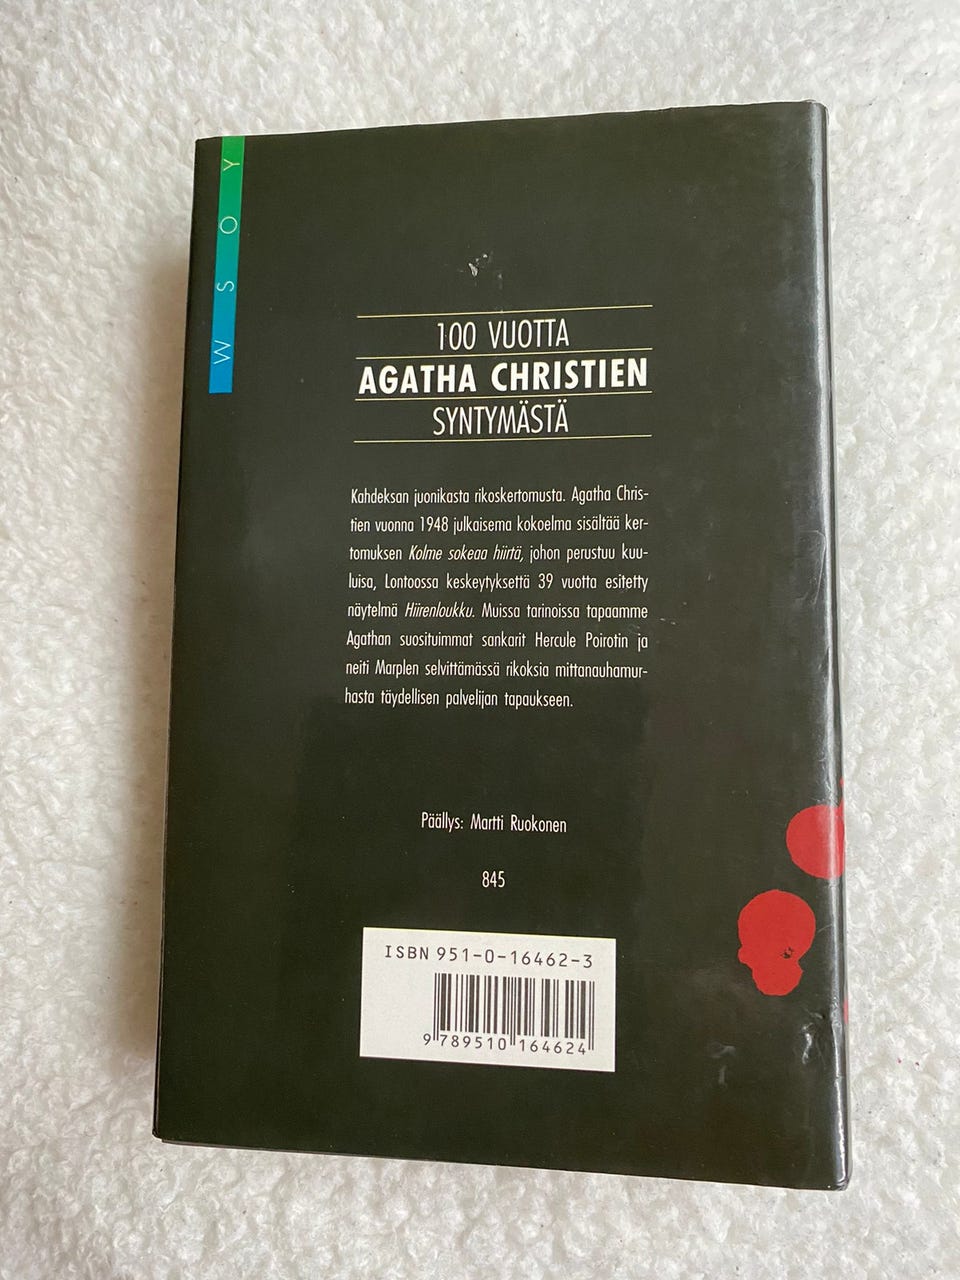 WSOY
100 VUOTTA
AGATHA CHRISTIEN
SYNTYMÄSTÄ
Kahdeksan juonikasta rikoskertomusta. Agatha Chris-
tien vuonna 1948 julkaisema kokoelma sisältää ker-
tomuksen Kolme sokeaa hiirtä, johon perustuu kuu-
luisa, Lontoossa keskeytyksettä 39 vuotta esitetty
näytelmä Hiirenloukku. Muissa tarinoissa tapaamme
Agathan suosituimmat sankarit Hercule Poirotin ja
neiti Marplen selvittämässä rikoksia mittanauhamur-
hasta täydellisen palvelijan tapaukseen.
Päällys: Martti Ruokonen
845
ISBN 951-0-16462-3
9 789510 164624